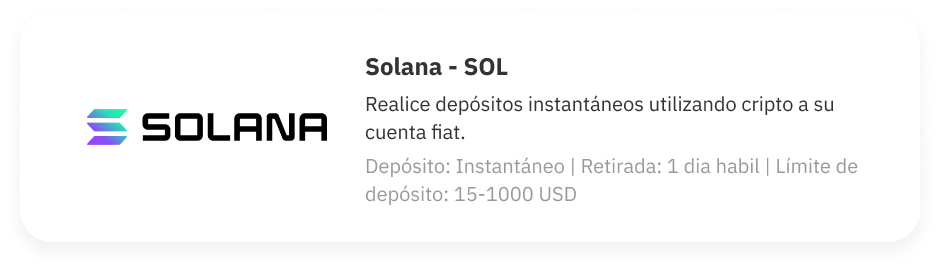 SOLANA
Solana - SOL
Realice depósitos instantáneos utilizando cripto a su
cuenta fiat.
Depósito: Instantáneo | Retirada: 1 dia habil | Límite de
depósito: 15-1000 USD